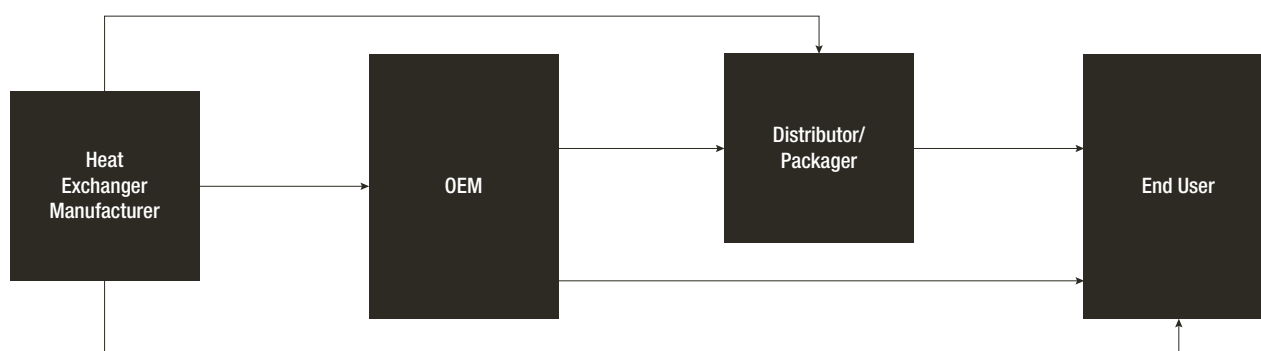 Heat
Exchanger
Manufacturer
OEM
Distributor/
Packager
End User